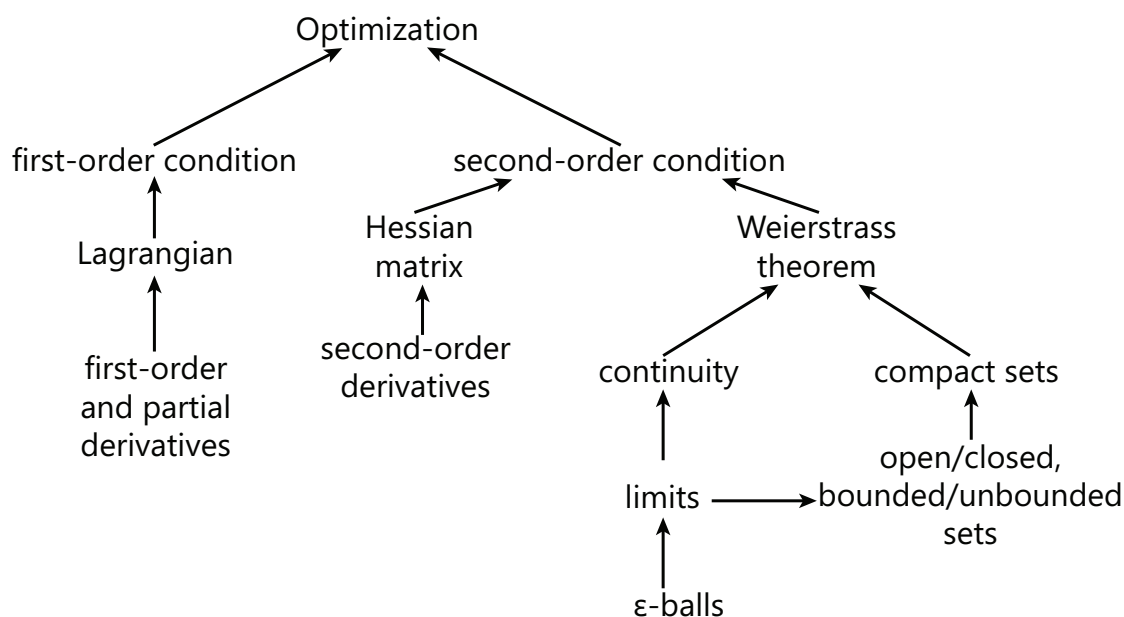 Optimization
first-order condition
second-order condition
Lagrangian
Hessian
matrix
Weierstrass
theorem
first-order
and partial
derivatives
second-order
derivatives
continuity
compact sets
limits
open/closed,
bounded/unbounded
sets
ε-balls